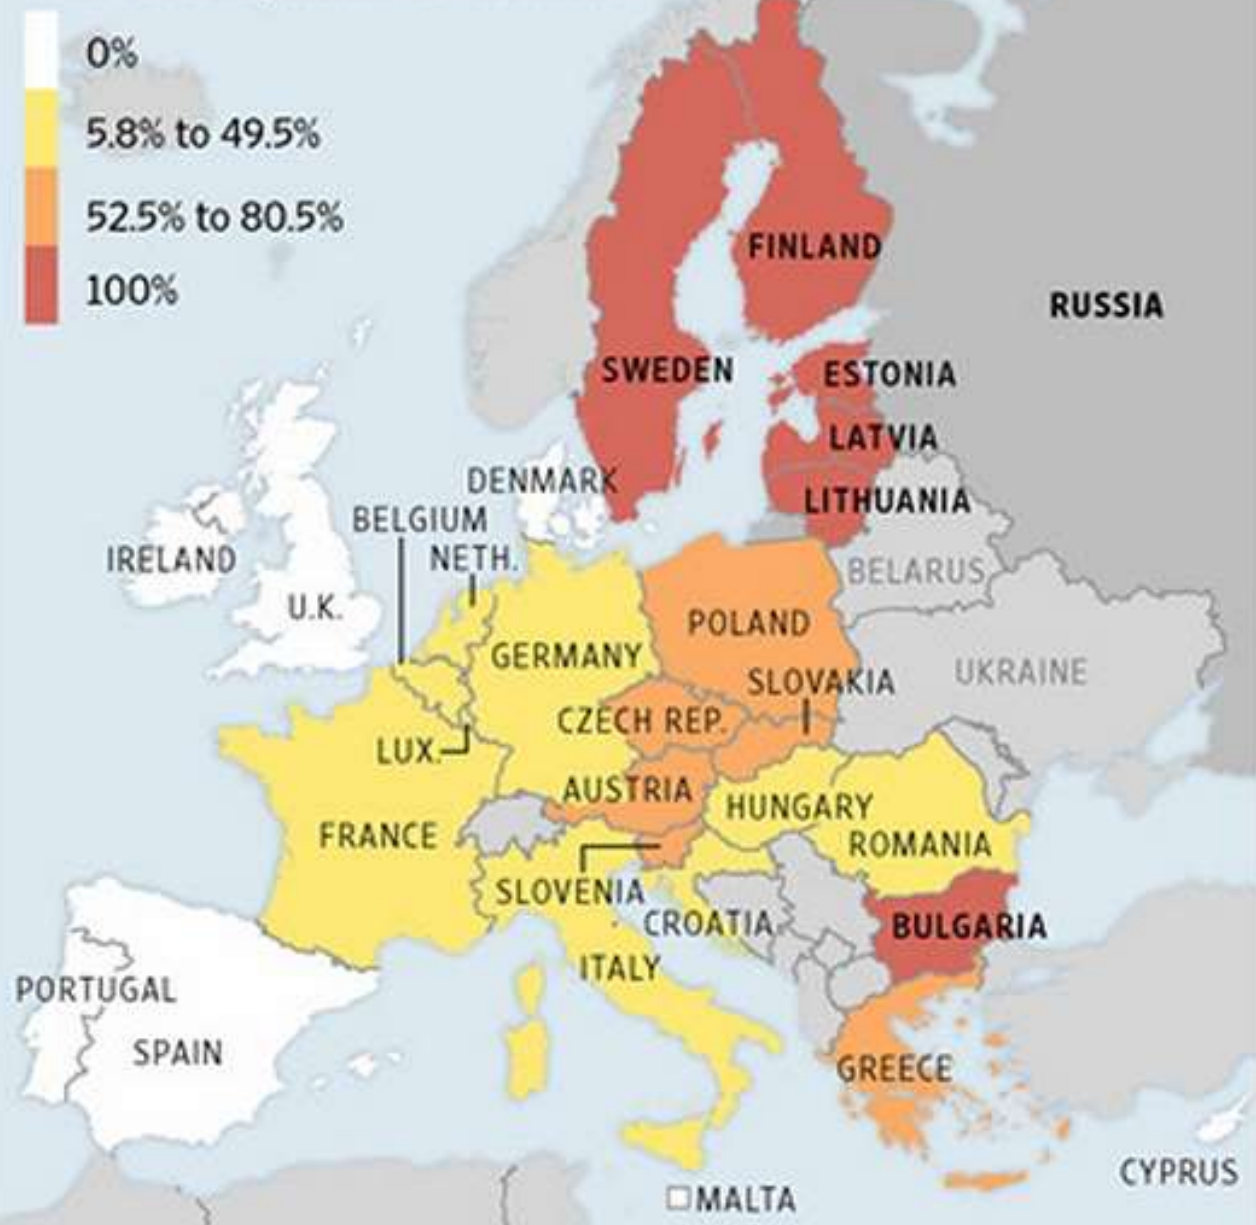 0%
5.8% to 49.5%
52.5% to 80.5%
100%
FINLAND
RUSSIA
SWEDEN
ESTONIA
LATVIA
DENMARK
LITHUANIA
BELGIUM
NETH.
IRELAND
BELARUS
U.K.
POLAND
GERMANY
UKRAINE
SLOVAKIA
CZECH REP.
LUX.
AUSTRIA
HUNGARY
FRANCE
ROMANIA
SLOVENIA
CROATIA
BULGARIA
ITALY
PORTUGAL
SPAIN
GREECE
CYPRUS
MALTA